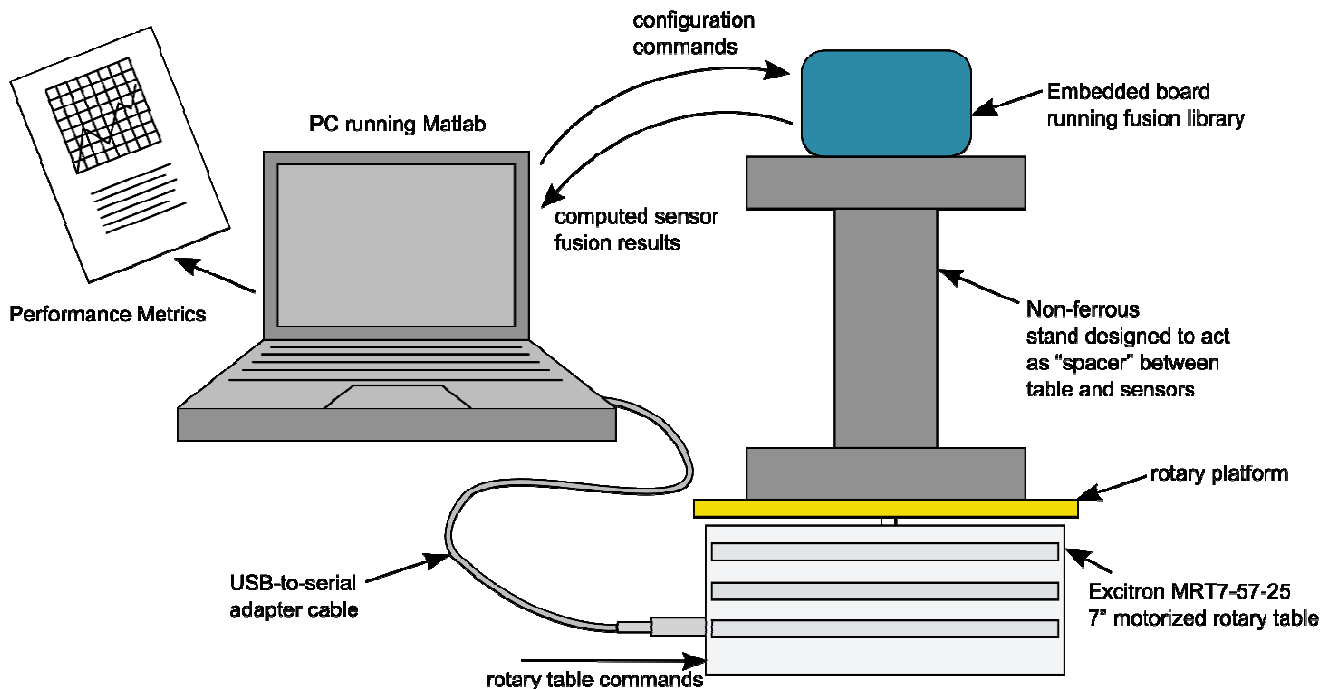 configuration
commands
PC running Matlab
Embedded board
running fusion library
computed sensor
fusion results
Performance Metrics
Non-ferrous
stand designed to act
as “spacer” between
table and sensors
rotary platform
USB-to-serial
adapter cable
Excitron MRT7-57-25
7" motorized rotary table
rotary table commands